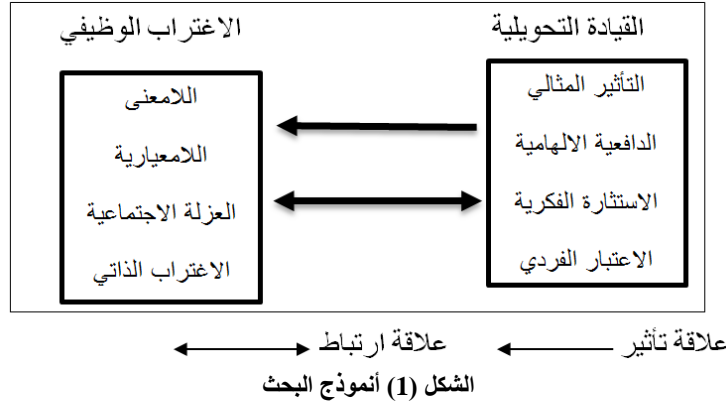 القيادة التحويلية
التأثير المثالي
الدافعية الالهامية
الاستثارة الفكرية
الاعتبار الفردي
الاغتراب الوظيفي
اللامعنى
اللامعيارية
العزلة الاجتماعية
الاغتراب الذاتي
علاقة تأثير
علاقة ارتباط
الشكل (1) أنموذج البحث